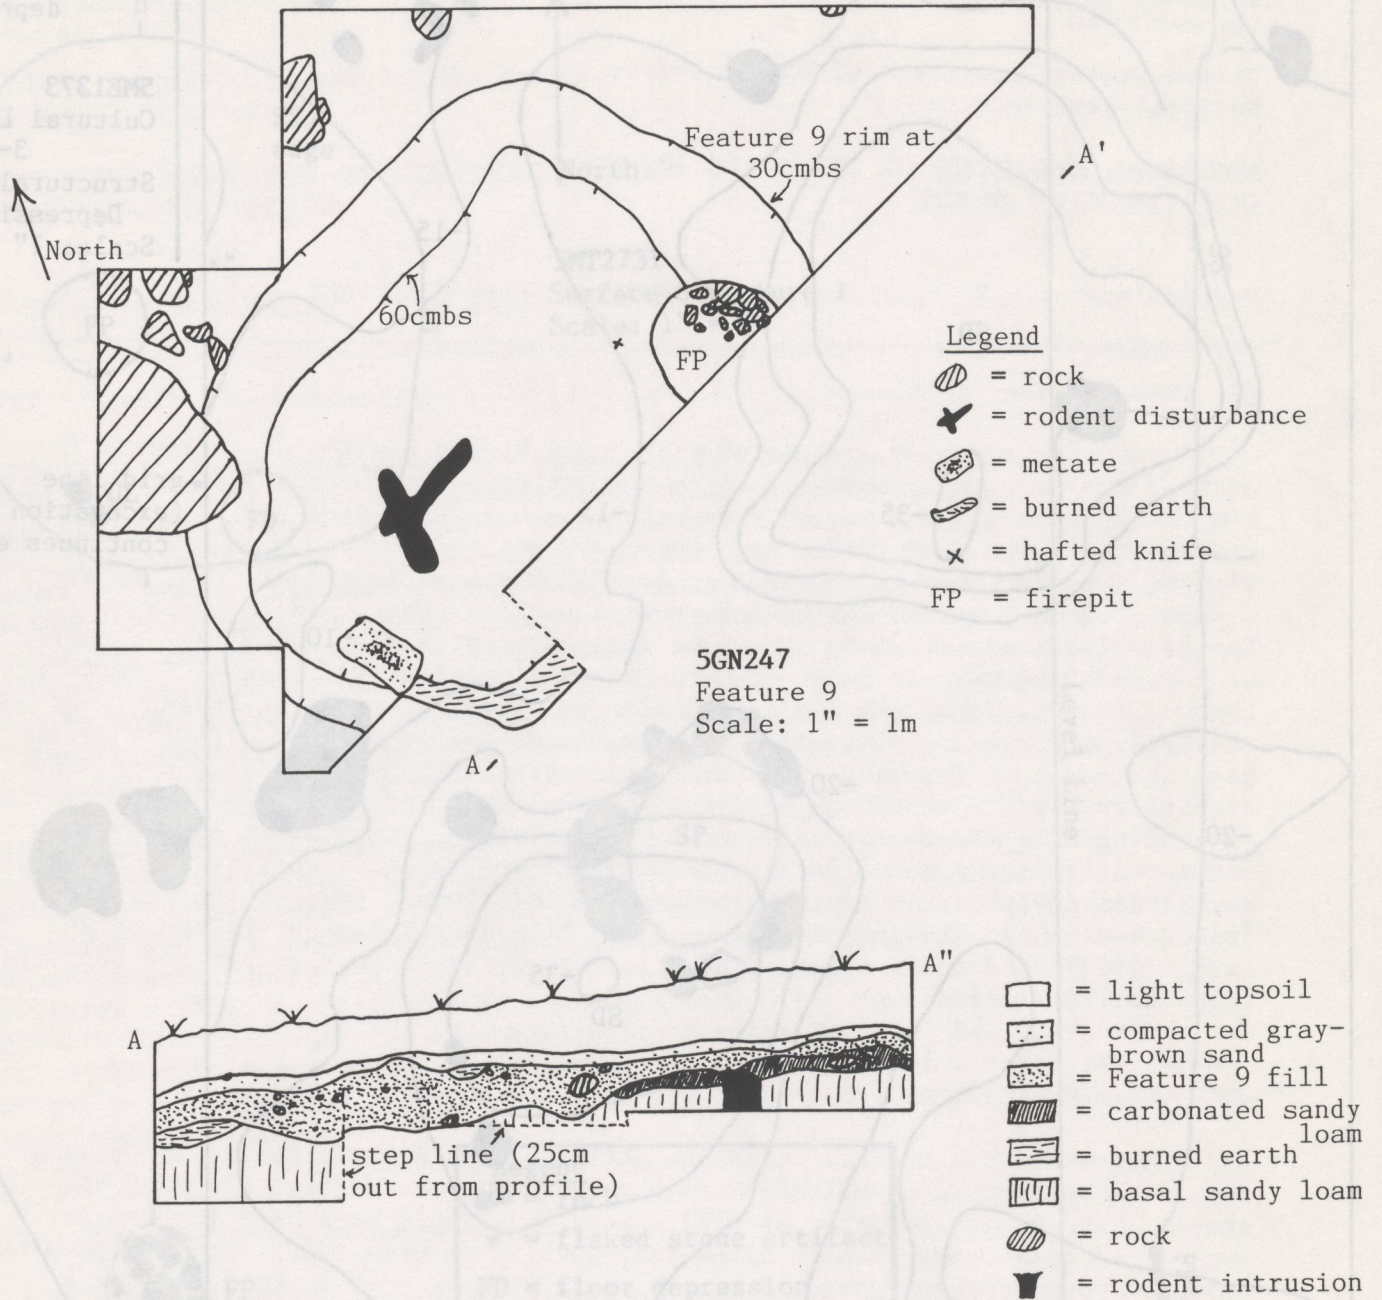 Feature 9 rim at
30cmbs
A'
North
60cmbs
FP
Legend
= rock
= rodent disturbance
= metate
= burned earth
x = hafted knife
FP = firepit
5GN247
Feature 9
Scale: 1" = 1m
A
A"
A
= light topsoil
= compacted gray-
brown sand
= Feature 9 fill
= carbonated sandy
loam
= burned earth
= basal sandy loam
= rock
= rodent intrusion
step line (25cm
out from profile)